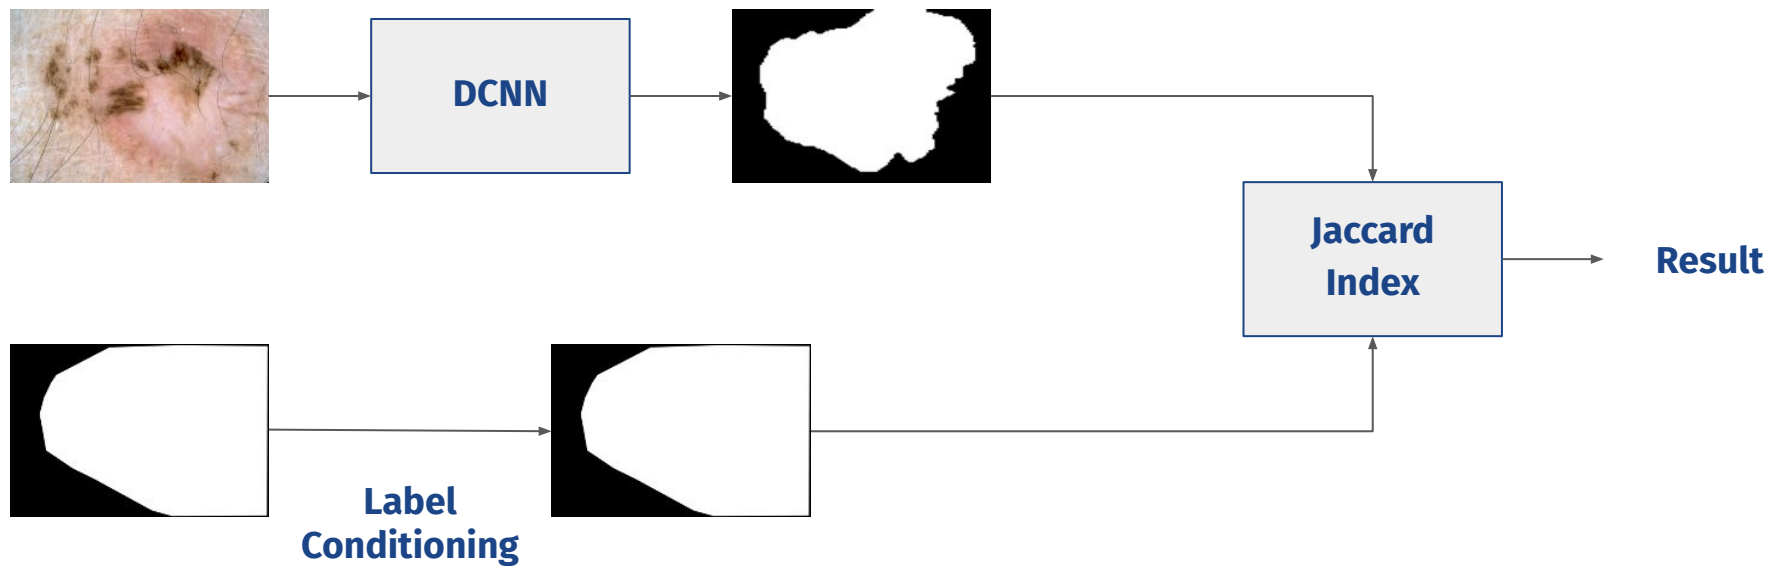 DCNN
Jaccard
Index
Result
Label
Conditioning